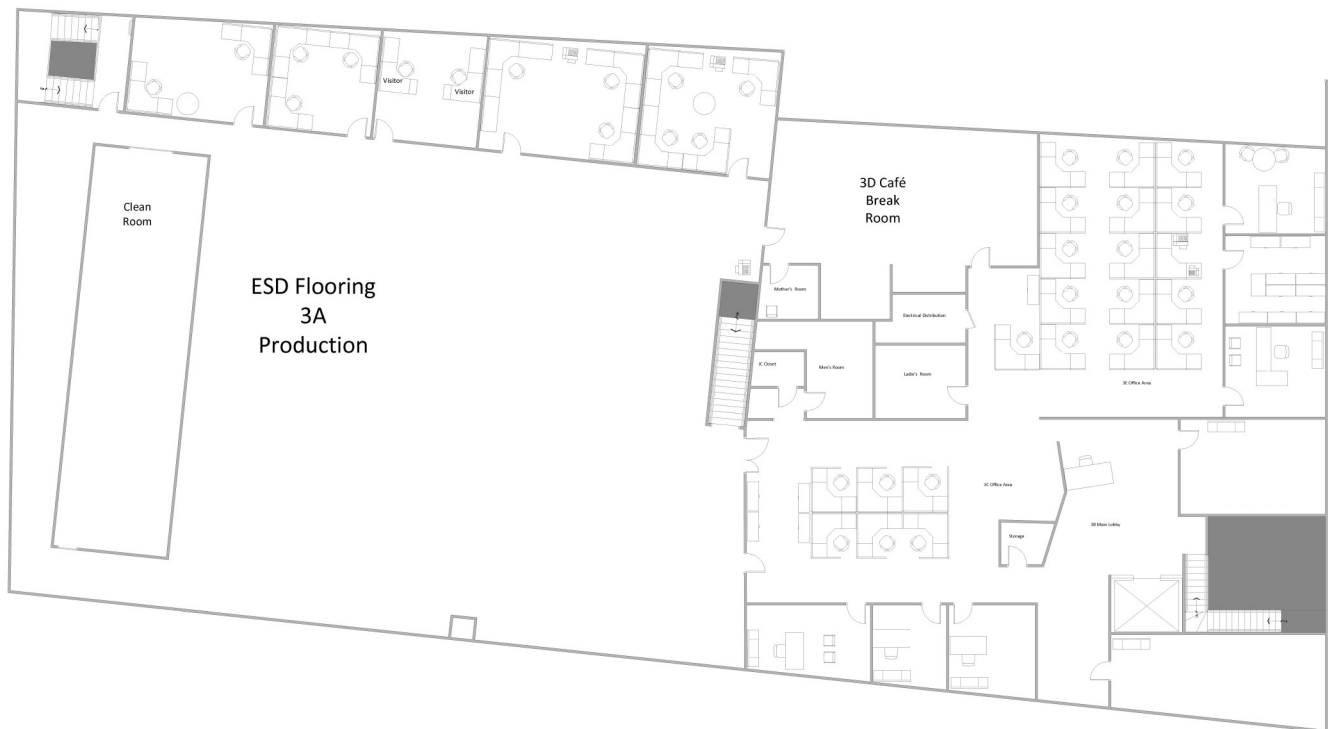 Visitor
Visitor
Clean
Room
ESD Flooring
3A
Production
3D Café
Break
Room
Mother's Room
Electrical Distribution
JC Closet
Men's Room
Ladie's Room
3E Office Area
3C Office Area
3B Main Lobby
Storage